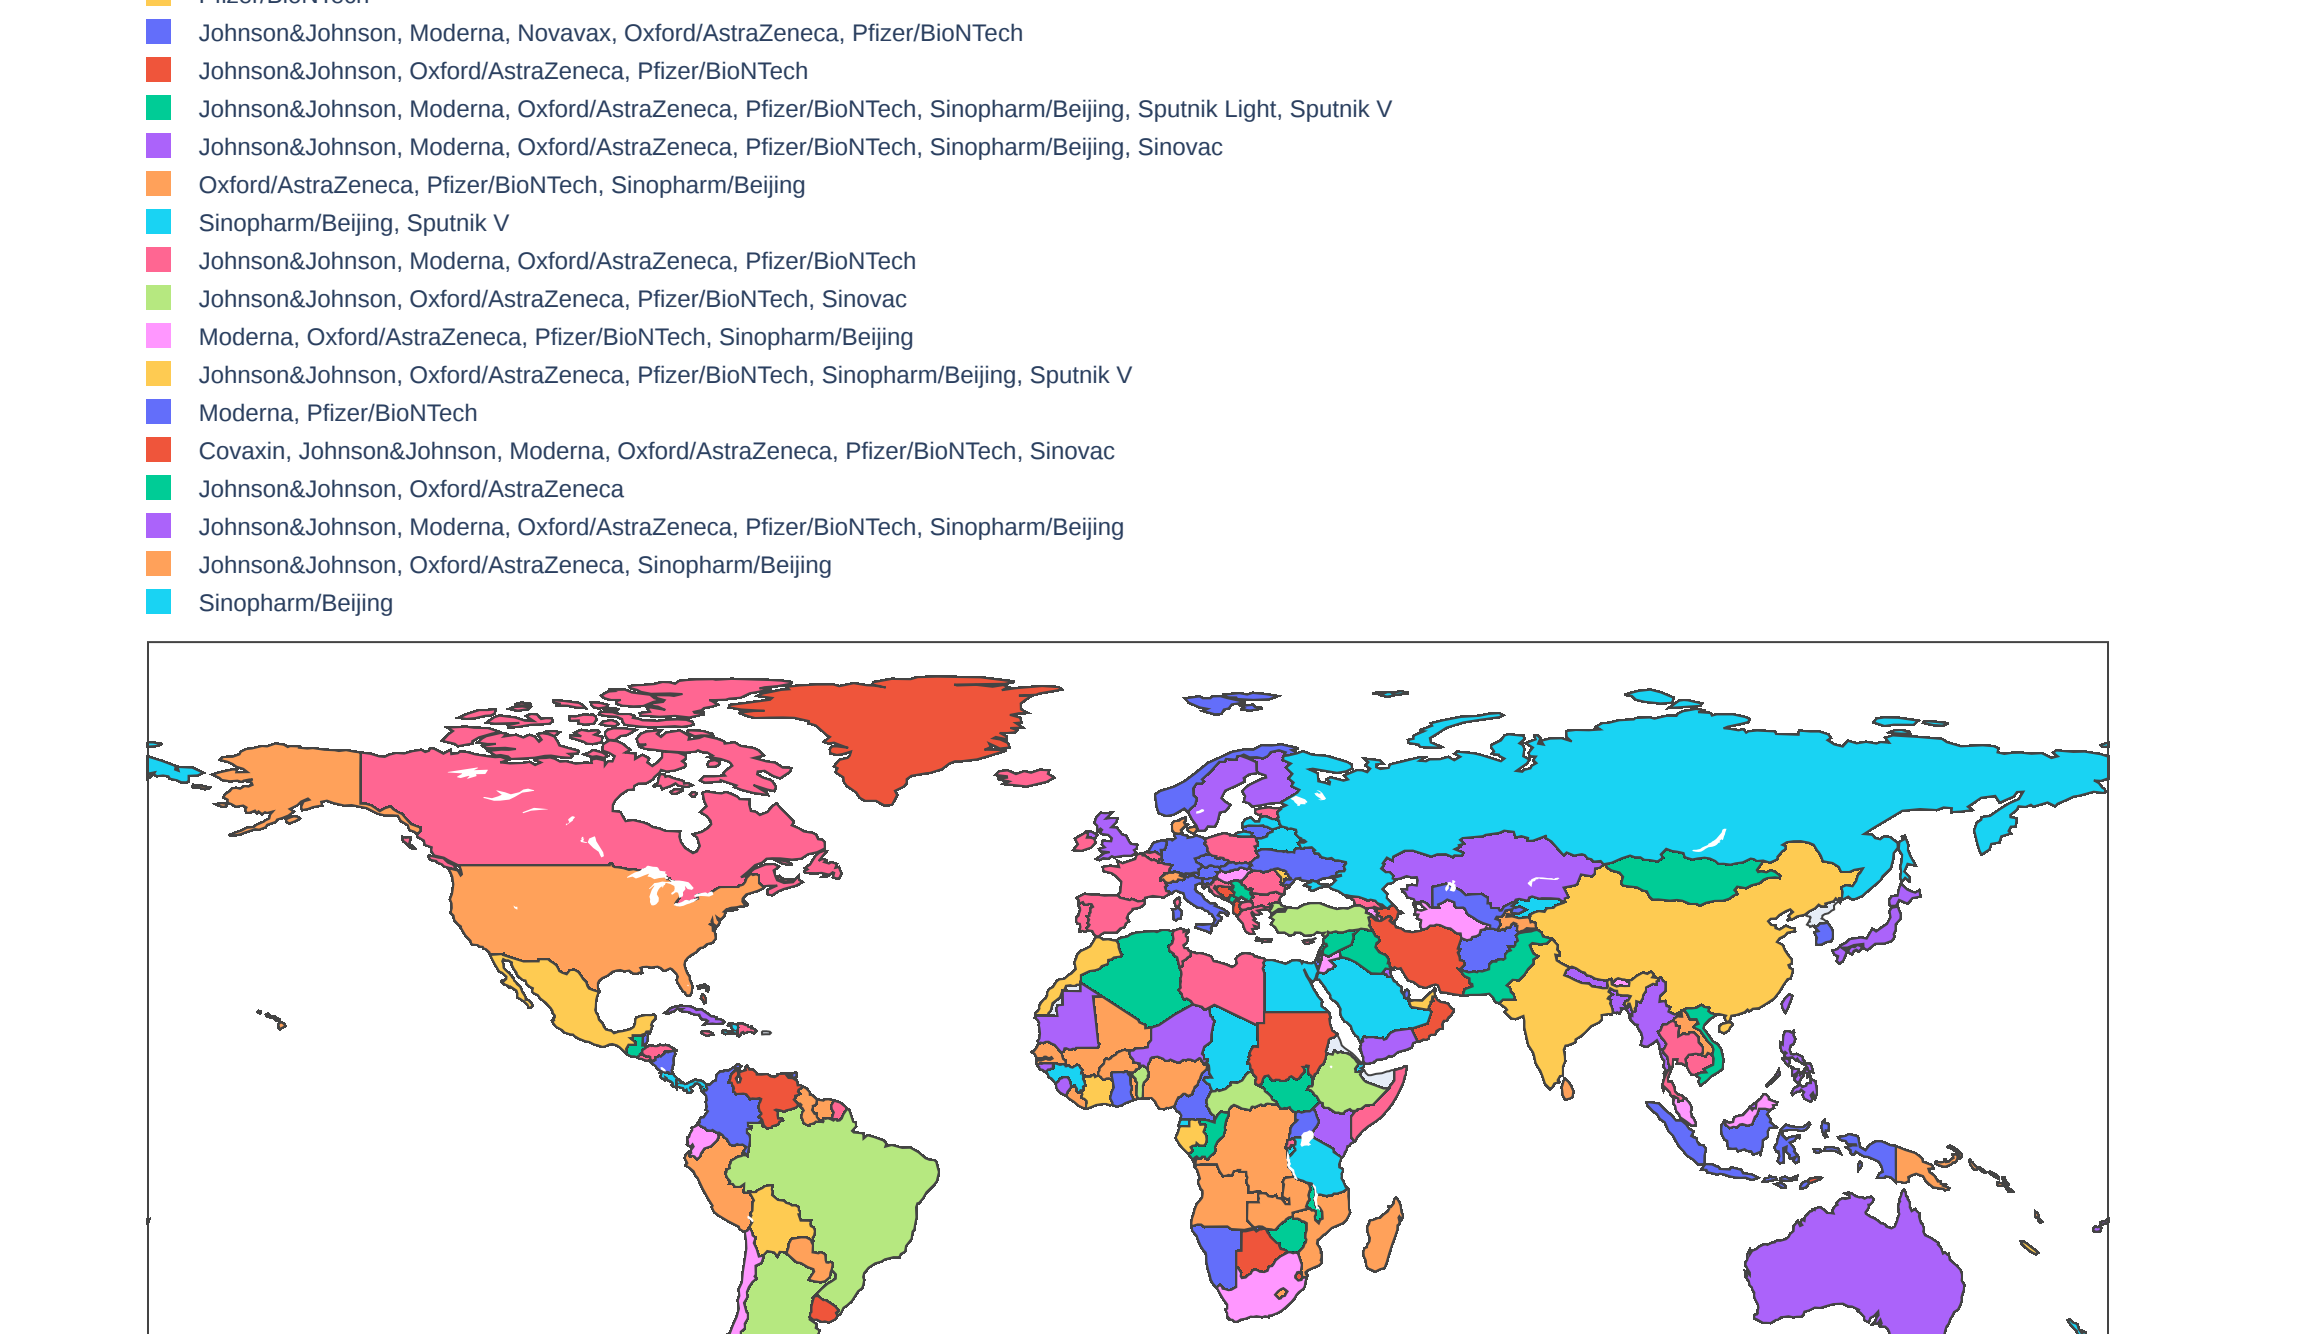 Pfizer/BioNTech
Johnson&Johnson, Moderna, Novavax, Oxford/AstraZeneca, Pfizer/BioNTech
Johnson&Johnson, Oxford/AstraZeneca, Pfizer/BioNTech
Johnson&Johnson, Moderna, Oxford/AstraZeneca, Pfizer/BioNTech, Sinopharm/Beijing, Sputnik Light, Sputnik V
Johnson&Johnson, Moderna, Oxford/AstraZeneca, Pfizer/BioNTech, Sinopharm/Beijing, Sinovac
Oxford/AstraZeneca, Pfizer/BioNTech, Sinopharm/Beijing
Sinopharm/Beijing, Sputnik V
Johnson&Johnson, Moderna, Oxford/AstraZeneca, Pfizer/BioNTech
Johnson&Johnson, Oxford/AstraZeneca, Pfizer/BioNTech, Sinovac
Moderna, Oxford/AstraZeneca, Pfizer/BioNTech, Sinopharm/Beijing
Johnson&Johnson, Oxford/AstraZeneca, Pfizer/BioNTech, Sinopharm/Beijing, Sputnik V
Moderna, Pfizer/BioNTech
Covaxin, Johnson&Johnson, Moderna, Oxford/AstraZeneca, Pfizer/BioNTech, Sinovac
Johnson&Johnson, Oxford/AstraZeneca
Johnson&Johnson, Moderna, Oxford/AstraZeneca, Pfizer/BioNTech, Sinopharm/Beijing
Johnson&Johnson, Oxford/AstraZeneca, Sinopharm/Beijing
Sinopharm/Beijing